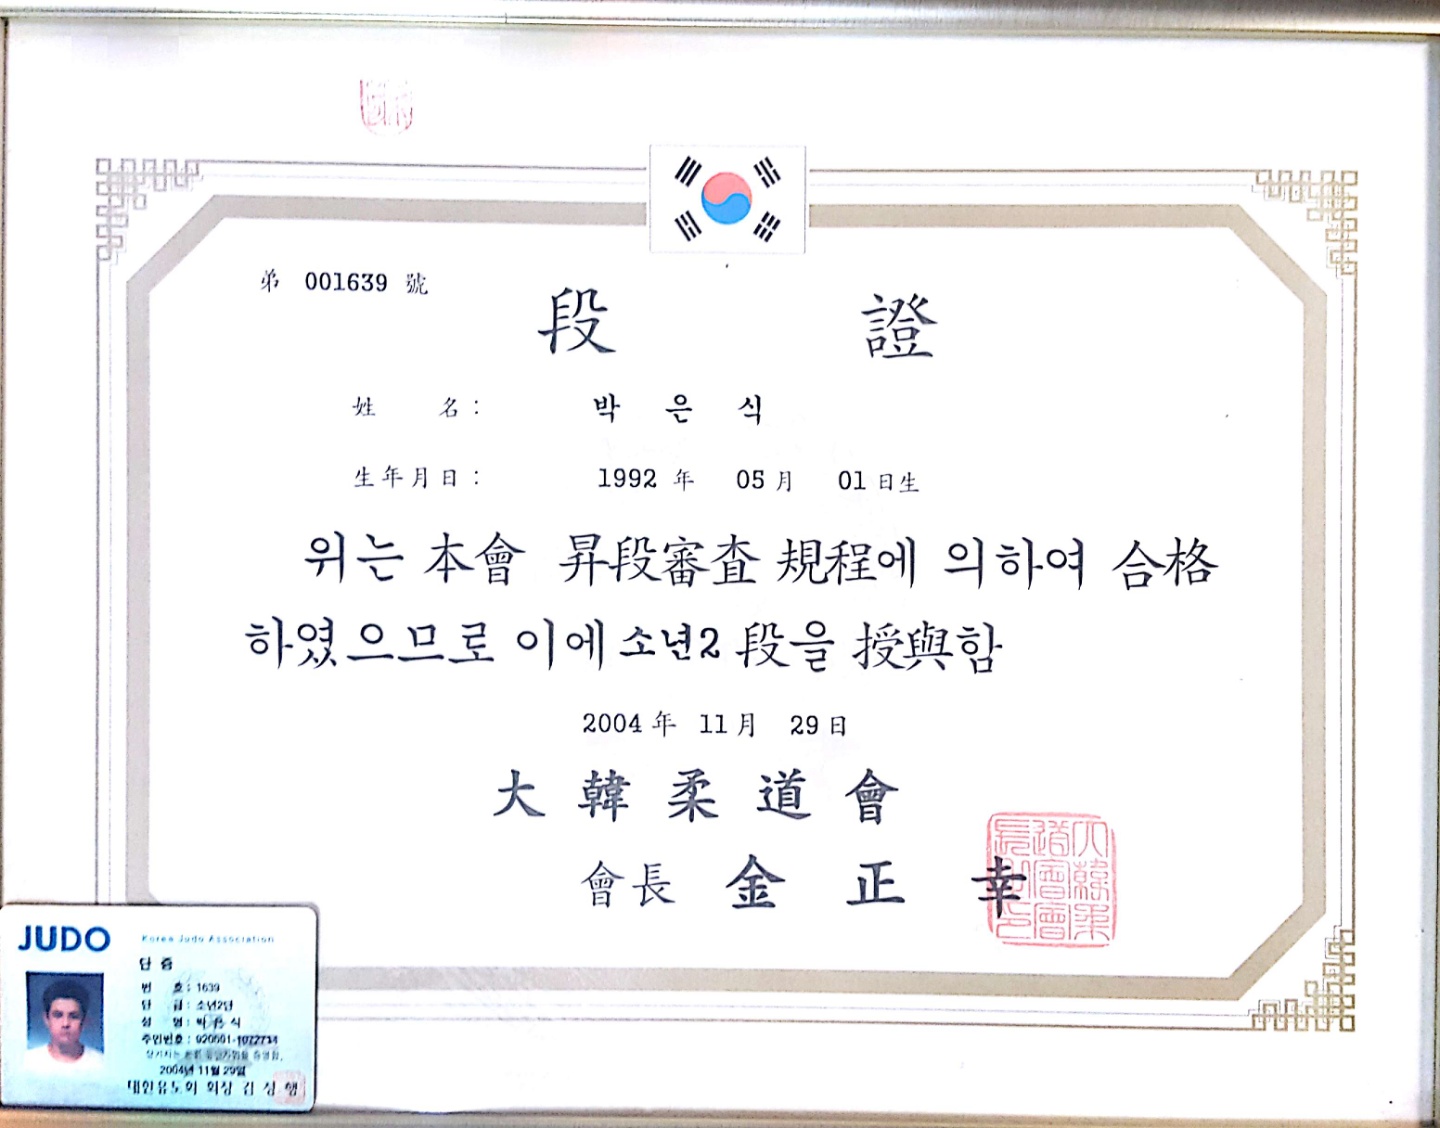 弟 001639 號
段 證
姓 名 : 박 은 식
生年月日 : 1992 年 05 月 01 日生
위는 本會 昇段審査 規程에 의하여 合格
하였으므로 이에 소년2 段을 授與함
2004 年 11 月 29 日
大 韓 柔 道 會
會長 金 正 幸
JUDO Korea Judo Association
단 증
번 호 : 1639
단 급 : 소년2단
성 명 : 박 은 식
주민번호 :
2004년 11월 29일
대한유도회 회장 김 정 행